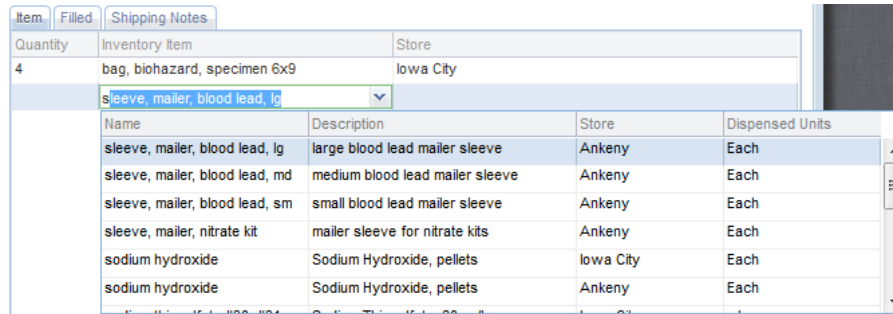 Item Filled Shipping Notes
Quantity Inventory Item Store
4 bag, biohazard, specimen 6x9 Iowa City
sleeve, mailer, blood lead, lg
Name Description Store Dispensed Units
sleeve, mailer, blood lead, lg large blood lead mailer sleeve Ankeny Each
sleeve, mailer, blood lead, md medium blood lead mailer sleeve Ankeny Each
sleeve, mailer, blood lead, sm small blood lead mailer sleeve Ankeny Each
sleeve, mailer, nitrate kit mailer sleeve for nitrate kits Ankeny Each
sodium hydroxide Sodium Hydroxide, pellets Iowa City Each
sodium hydroxide Sodium Hydroxide, pellets Ankeny Each